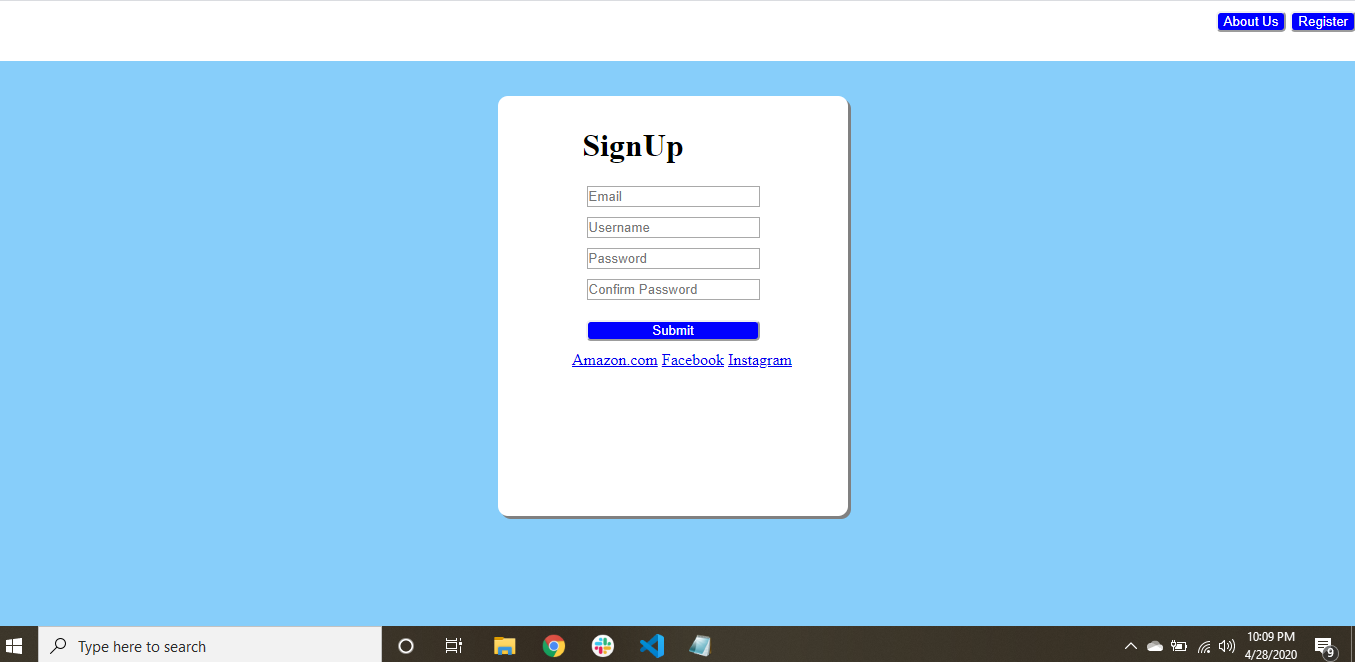 About Us Register
SignUp
Email
Username
Password
Confirm Password
Submit
Amazon.com Facebook Instagram
Type here to search
10:09 PM
4/28/2020
9